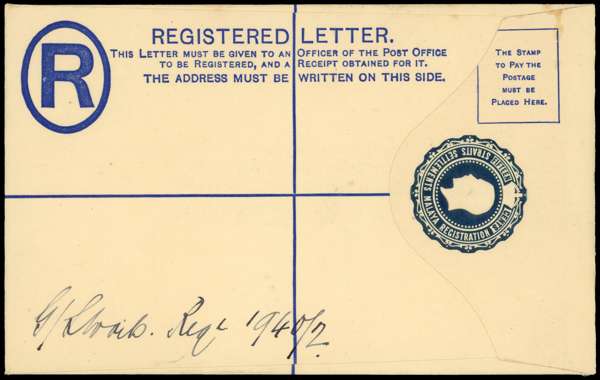 R
REGISTERED LETTER.
THIS LETTER MUST BE GIVEN TO AN OFFICER OF THE POST OFFICE
TO BE REGISTERED, AND A RECEIPT OBTAINED FOR IT.
THE ADDRESS MUST BE WRITTEN ON THIS SIDE.
THE STAMP
TO PAY THE
POSTAGE
MUST BE
PLACED HERE.
STRAITS SETTLEMENTS MALAYA REGISTRATION
1940/2